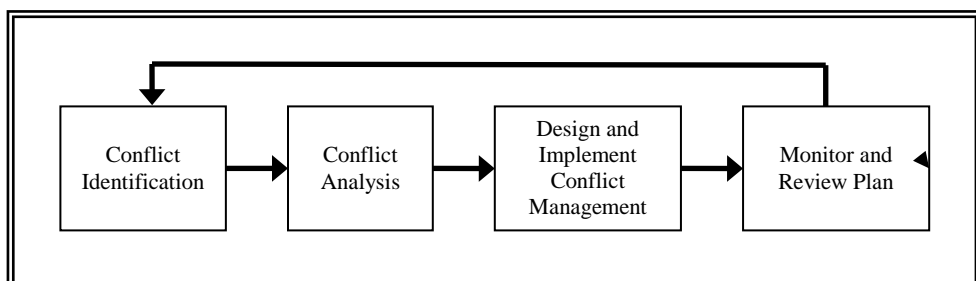 Conflict
Identification
Conflict
Analysis
Design and
Implement
Conflict
Management
Monitor and
Review Plan